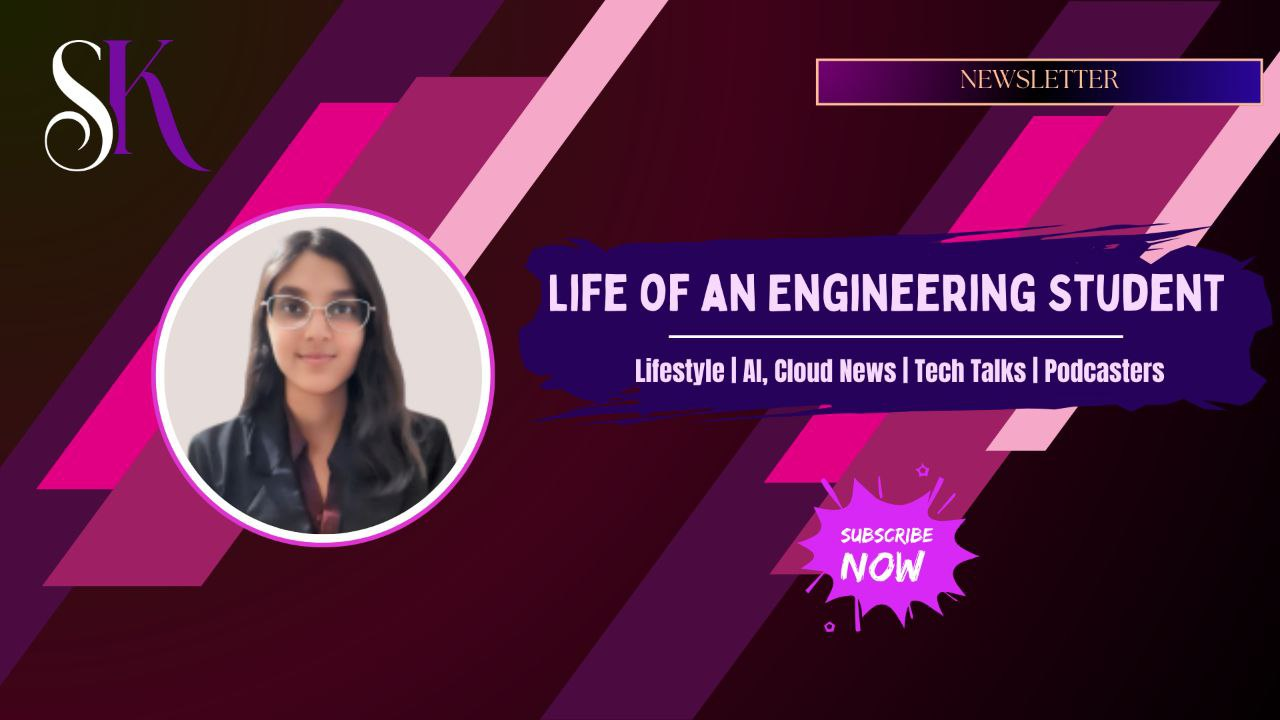 SK
NEWSLETTER
LIFE OF AN ENGINEERING STUDENT
Lifestyle | AI, Cloud News | Tech Talks | Podcasters
SUBSCRIBE
NOW